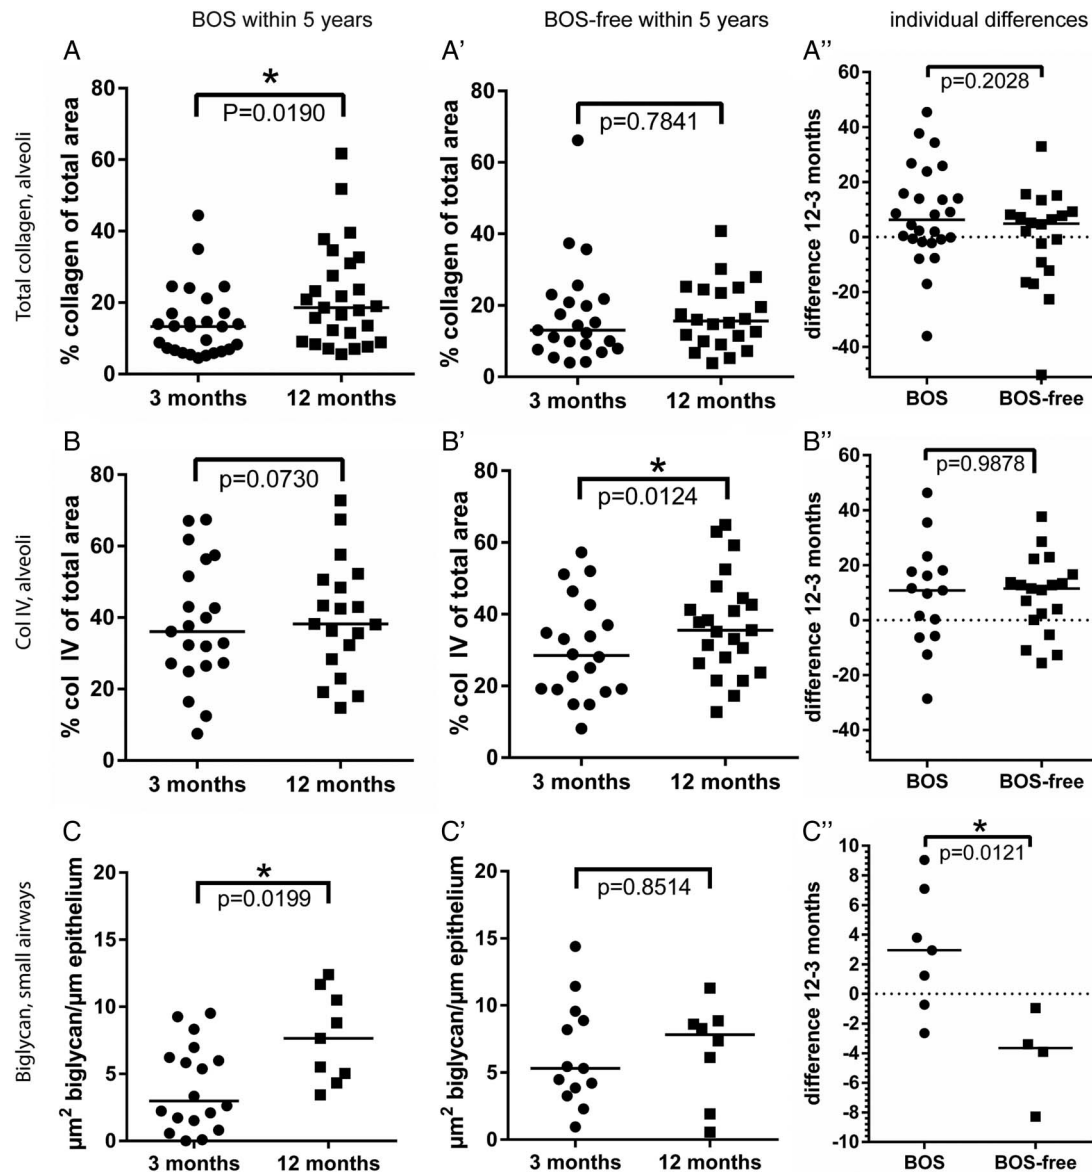 BOS within 5 years
BOS-free within 5 years
individual differences
Total collagen, alveoli
A
*
P=0.0190
% collagen of total area
80
60
40
20
0
3 months
12 months
A’
p=0.7841
% collagen of total area
80
60
40
20
0
3 months
12 months
A’’
p=0.2028
difference 12-3 months
60
40
20
0
-20
-40
BOS
BOS-free
Col IV, alveoli
B
p=0.0730
% col IV of total area
80
60
40
20
0
3 months
12 months
B’
*
p=0.0124
% col IV of total area
80
60
40
20
0
3 months
12 months
B’’
p=0.9878
difference 12-3 months
60
40
20
0
-20
-40
BOS
BOS-free
Biglycan, small airways
C
*
p=0.0199
µm² biglycan/µm epithelium
20
15
10
5
0
3 months
12 months
C’
p=0.8514
µm² biglycan/µm epithelium
20
15
10
5
0
3 months
12 months
C’’
*
p=0.0121
difference 12-3 months
10
8
6
4
2
0
-2
-4
-6
-8
-10
BOS
BOS-free